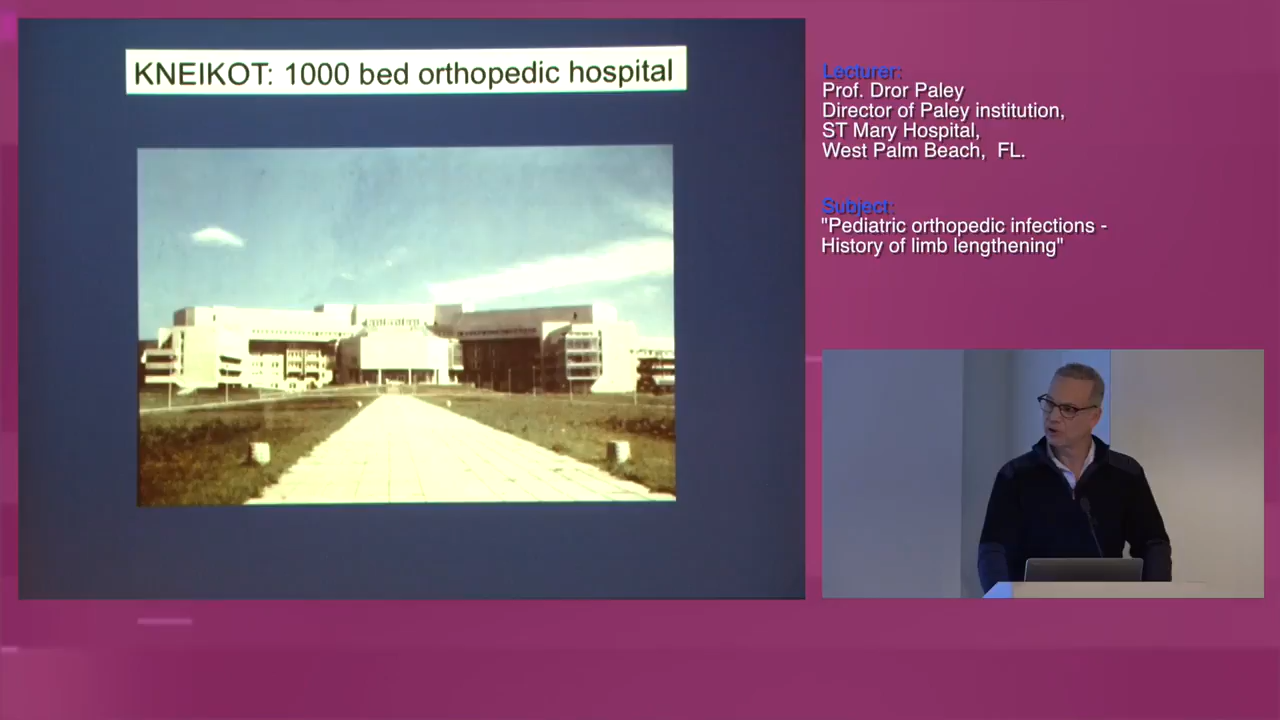 KNEIKOT: 1000 bed orthopedic hospital
Lecturer:
Prof. Dror Paley
Director of Paley institution,
ST Mary Hospital,
West Palm Beach, FL.
Subject:
"Pediatric orthopedic infections -
History of limb lengthening"